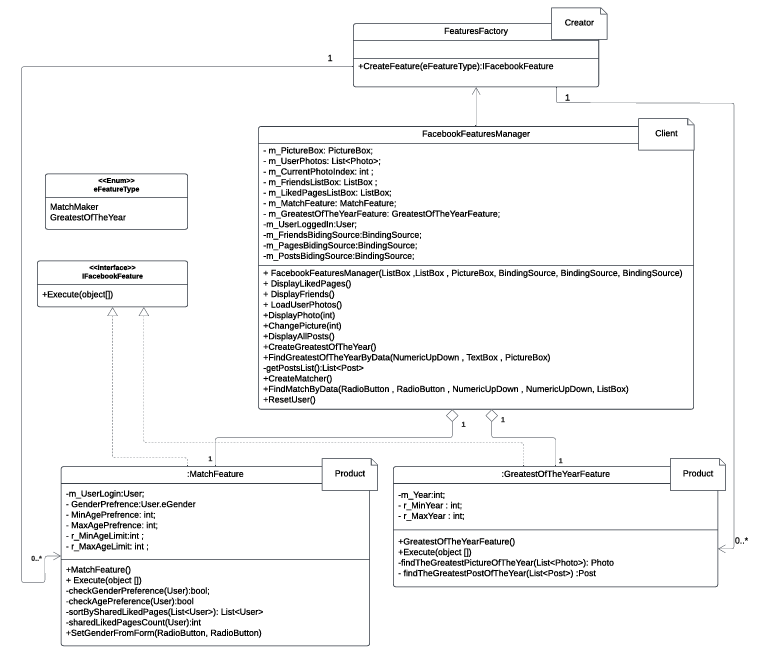 FeaturesFactory
Creator
+CreateFeature(eFeatureType):IFacebookFeature
1
1
FacebookFeaturesManager
Client
- m_PictureBox: PictureBox;
- m_UserPhotos: List<Photo>;
- m_CurrentPhotoIndex: int ;
- m_FriendsListBox: ListBox ;
- m_LikedPagesListBox: ListBox;
- m_MatchFeature: MatchFeature;
- m_GreatestOfTheYearFeature: GreatestOfTheYearFeature;
-m_UserLoggedIn:User;
-m_FriendsBidingSource:BindingSource;
-m_PagesBidingSource:BindingSource;
-m_PostsBidingSource:BindingSource;
+ FacebookFeaturesManager(ListBox ,ListBox , PictureBox, BindingSource, BindingSource, BindingSource)
+ DisplayLikedPages()
+ DisplayFriends()
+ LoadUserPhotos()
+DisplayPhoto(int)
+ChangePicture(int)
+DisplayAllPosts()
+CreateGreatestOfTheYear()
+FindGreatestOfTheYearByData(NumericUpDown , TextBox , PictureBox)
-getPostsList():List<Post>
+CreateMatcher()
+FindMatchByData(RadioButton , RadioButton , NumericUpDown , NumericUpDown, ListBox)
+ResetUser()
<<Enum>>
eFeatureType
MatchMaker
GreatestOfTheYear
<<Interface>>
IFacebookFeature
+Execute(object[])
1
1
1
1
:MatchFeature
Product
-m_UserLogin:User;
- GenderPrefrence:User.eGender
- MinAgePrefrence: int;
- MaxAgePrefrence: int;
- r_MinAgeLimit:int ;
- r_MaxAgeLimit: int ;
+MatchFeature()
+ Execute(object [])
-checkGenderPreference(User):bool;
-checkAgePreference(User):bool
-sortBySharedLikedPages(List<User>): List<User>
-sharedLikedPagesCount(User):int
+SetGenderFromForm(RadioButton, RadioButton)
0..*
:GreatestOfTheYearFeature
Product
-m_Year:int;
- r_MinYear : int;
- r_MaxYear : int;
+GreatestOfTheYearFeature()
+Execute(object [])
-findTheGreatestPictureOfTheYear(List<Photo>): Photo
- findTheGreatestPostOfTheYear(List<Post>) :Post
0..*